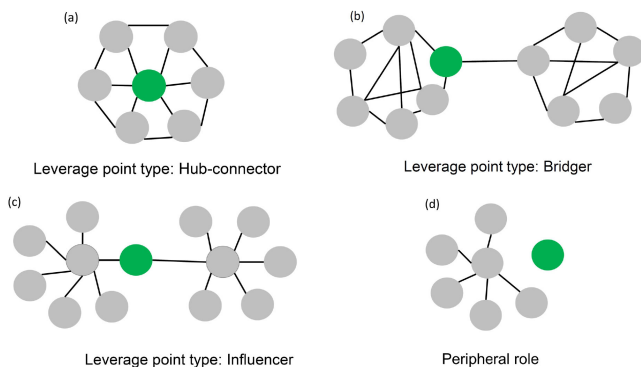 (a)
Leverage point type: Hub-connector
(b)
Leverage point type: Bridger
(c)
Leverage point type: Influencer
(d)
Peripheral role